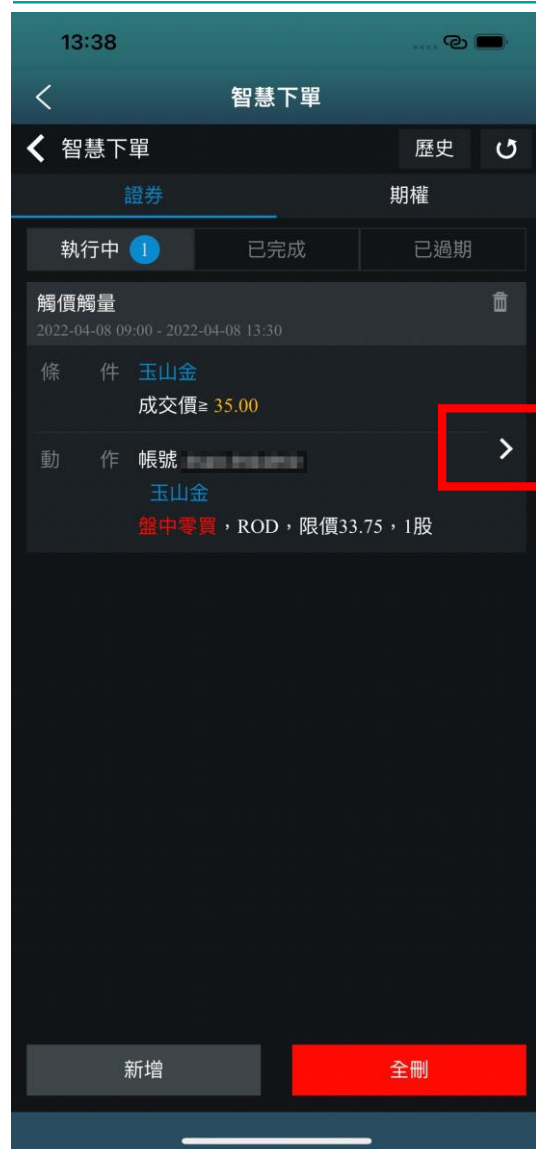 13:38
智慧下單
智慧下單 歷史
證券 期權
執行中 1 已完成 已過期
觸價觸量
2022-04-08 09:00 - 2022-04-08 13:30
條 件 玉山金
成交價≧ 35.00
動 作 帳號
玉山金
盤中零買，ROD，限價33.75，1股
新增 全刪